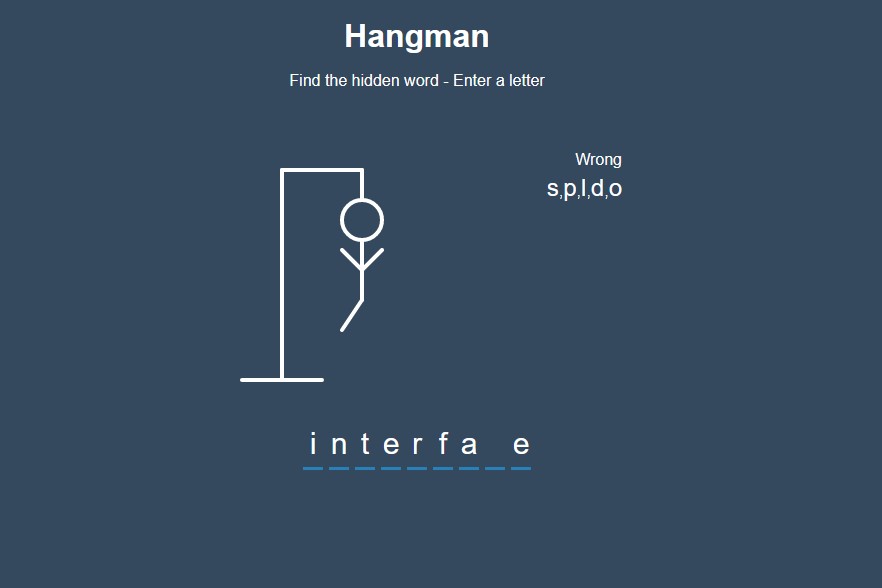 Hangman
Find the hidden word - Enter a letter
Wrong
s,p,l,d,o
i n t e r f a _ e